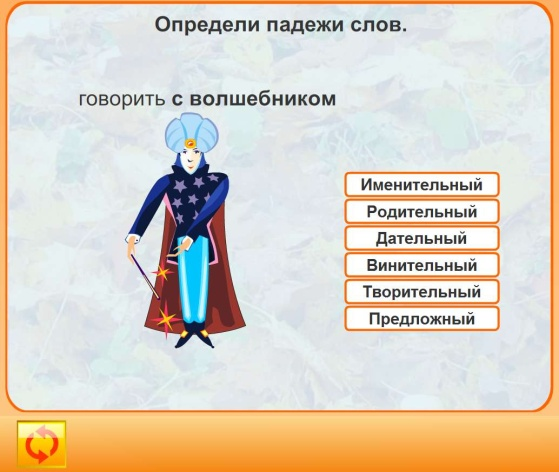 Определи падежи слов.
говорить с волшебником
Именительный
Родительный
Дательный
Винительный
Творительный
Предложный